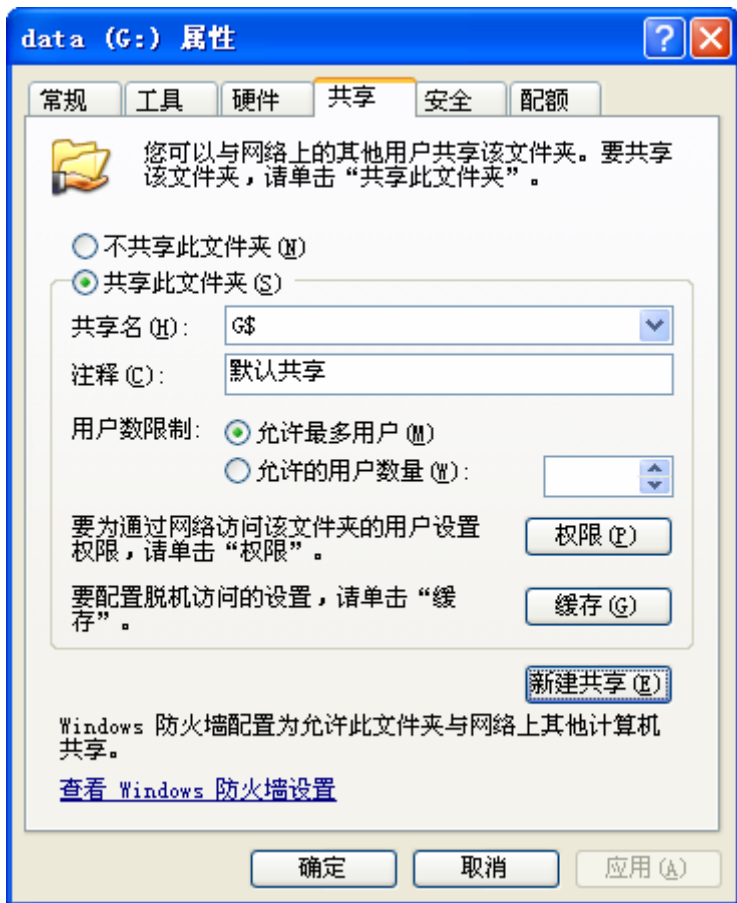 data (G:) 属性
常规 工具 硬件 共享 安全 配额
您可以与网络上的其他用户共享该文件夹。要共享
该文件夹，请单击“共享此文件夹”。
不共享此文件夹(N)
共享此文件夹(S)
共享名(H): G$
注释(C): 默认共享
用户数限制: 允许最多用户(M)
允许的用户数量(W):
要为通过网络访问该文件夹的用户设置
权限，请单击“权限”。
权限(P)
要配置脱机访问的设置，请单击“缓
存”。
缓存(G)
新建共享(E)
Windows 防火墙配置为允许此文件夹与网络上其他计算机
共享。
查看 Windows 防火墙设置
确定 取消 应用(A)